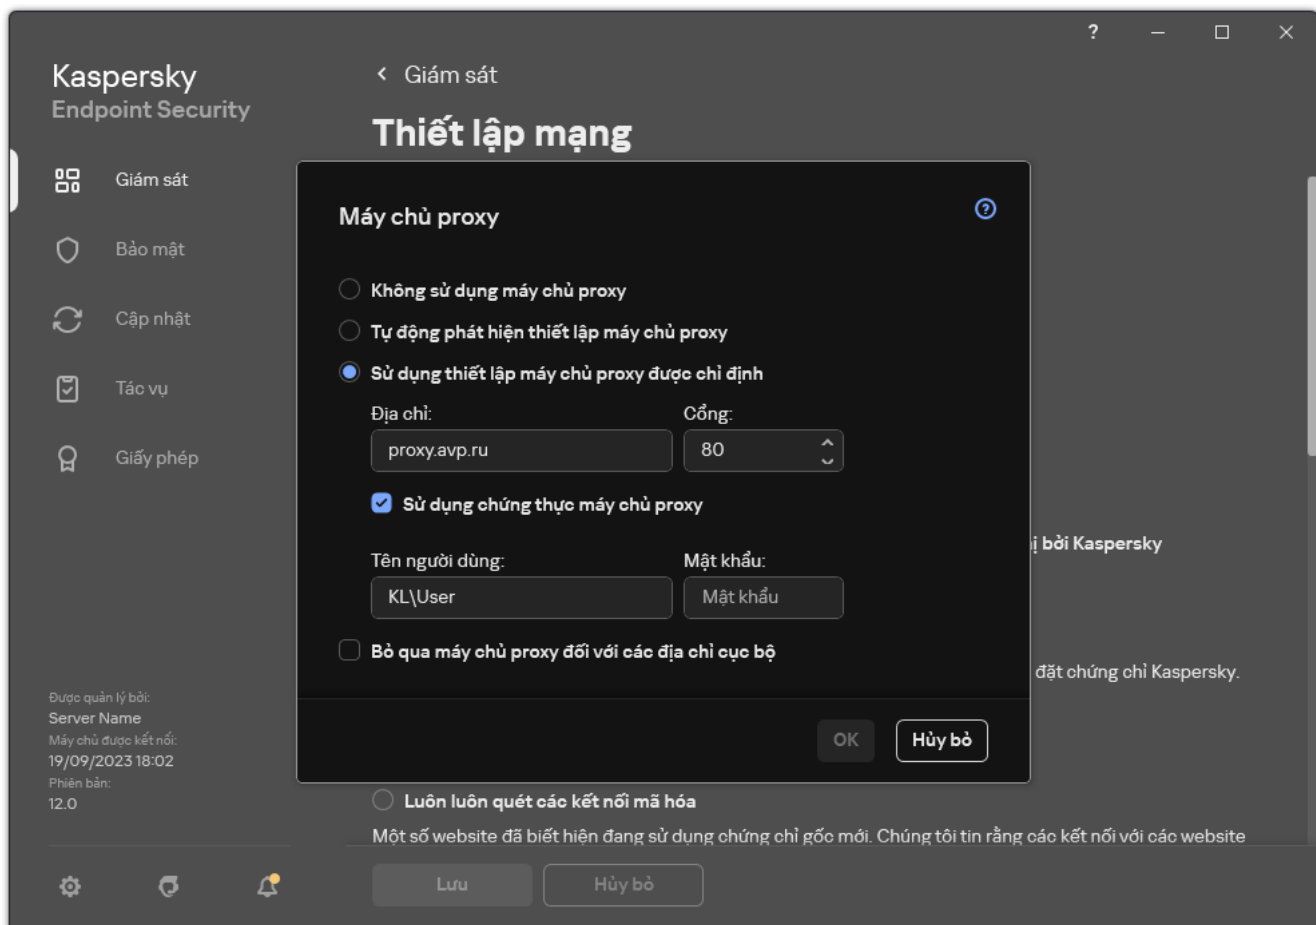 ?
Kaspersky
Endpoint Security
Giám sát
Thiết lập mạng
Giám sát
Bảo mật
Cập nhật
Tác vụ
Giấy phép
Máy chủ proxy
?
Không sử dụng máy chủ proxy
Tự động phát hiện thiết lập máy chủ proxy
Sử dụng thiết lập máy chủ proxy được chỉ định
Địa chỉ: Cổng:
proxy.avp.ru 80
Sử dụng chứng thực máy chủ proxy
Tên người dùng: Mật khẩu:
KL\User Mật khẩu
Bỏ qua máy chủ proxy đối với các địa chỉ cục bộ
OK Hủy bỏ
bởi Kaspersky
đặt chứng chỉ Kaspersky.
Được quản lý bởi:
Server Name
Máy chủ được kết nối:
19/09/2023 18:02
Phiên bản:
12.0
Luôn luôn quét các kết nối mã hóa
Một số website đã biết hiện đang sử dụng chứng chỉ gốc mới. Chúng tôi tin rằng các kết nối với các website
Lưu Hủy bỏ